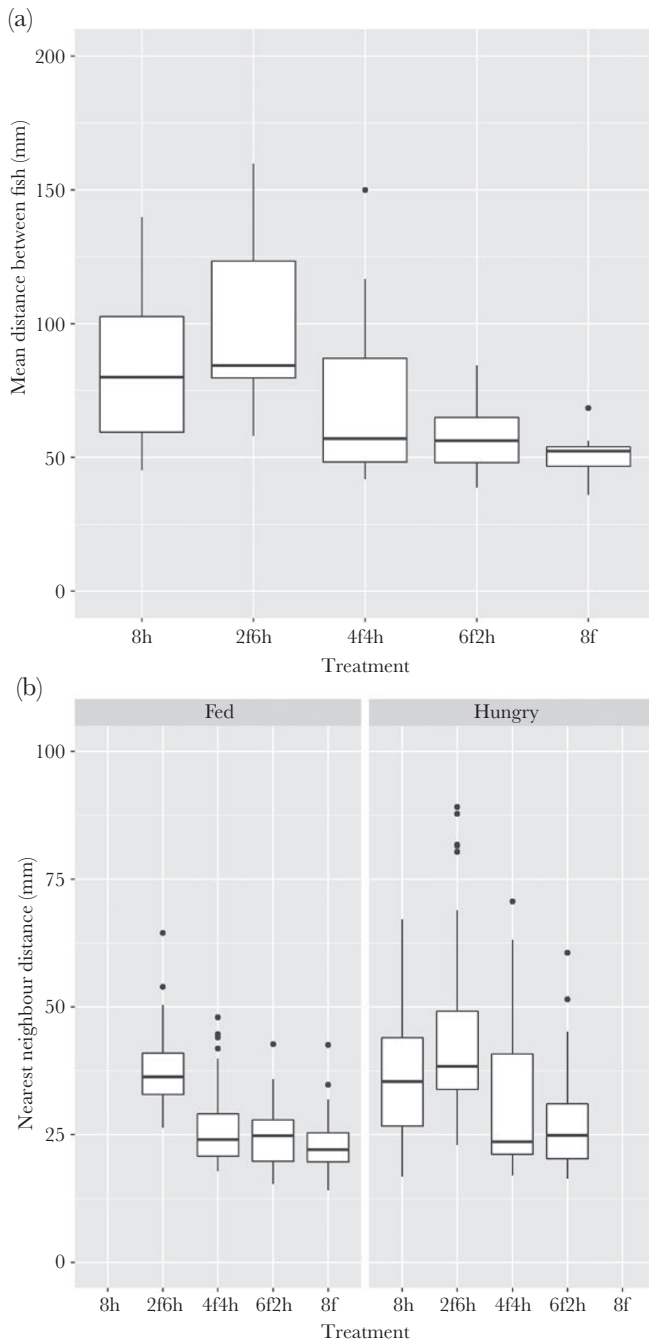 (a)
Mean distance between fish (mm)
200
150
100
50
0
8h 2f6h 4f4h 6f2h 8f
Treatment
(b)
Fed Hungry
Nearest neighbour distance (mm)
100
75
50
25
0
8h 2f6h 4f4h 6f2h 8f 8h 2f6h 4f4h 6f2h 8f
Treatment